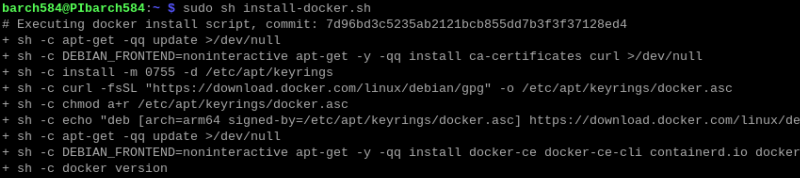 barch584@PIbarch584:~ $ sudo sh install-docker.sh
# Executing docker install script, commit: 7d96bd3c5235ab2121bcb855dd7b3f3f37128ed4
+ sh -c apt-get -qq update >/dev/null
+ sh -c DEBIAN_FRONTEND=noninteractive apt-get -y -qq install ca-certificates curl >/dev/null
+ sh -c install -m 0755 -d /etc/apt/keyrings
+ sh -c curl -fsSL "https://download.docker.com/linux/debian/gpg" -o /etc/apt/keyrings/docker.asc
+ sh -c chmod a+r /etc/apt/keyrings/docker.asc
+ sh -c echo "deb [arch=arm64 signed-by=/etc/apt/keyrings/docker.asc] https://download.docker.com/linux/de
+ sh -c apt-get -qq update >/dev/null
+ sh -c DEBIAN_FRONTEND=noninteractive apt-get -y -qq install docker-ce docker-ce-cli containerd.io docker
+ sh -c docker version